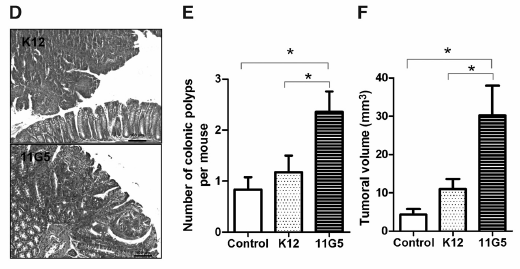 D
K12
11G5
E
Number of colonic polyps
per mouse
3
2
1
0
*
*
Control K12 11G5
F
Tumoral volume (mm³)
40
30
20
10
0
*
*
Control K12 11G5